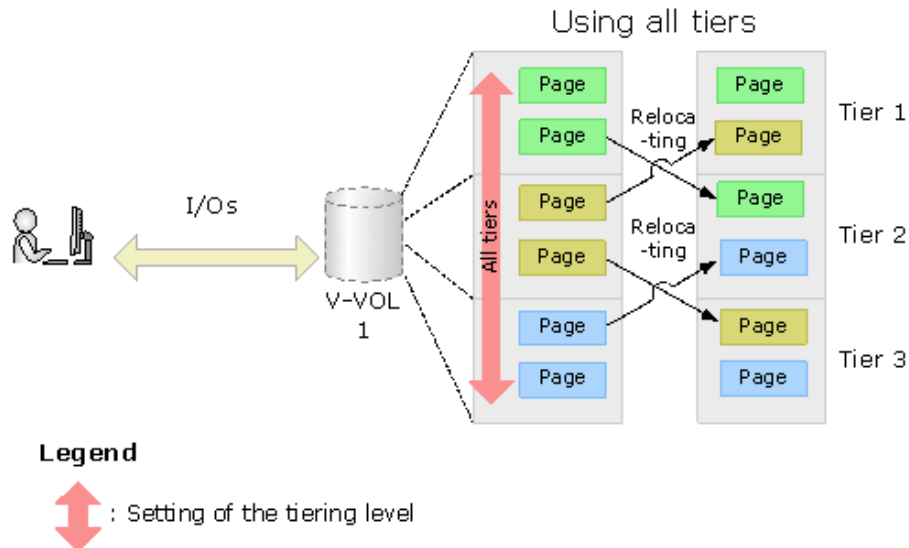 Using all tiers
Page
Page
Reloca
-ting
Page
Page
Tier 1
I/Os
V-VOL
1
All tiers
Page
Page
Reloca
-ting
Page
Page
Tier 2
Page
Page
Page
Page
Tier 3
Legend
: Setting of the tiering level